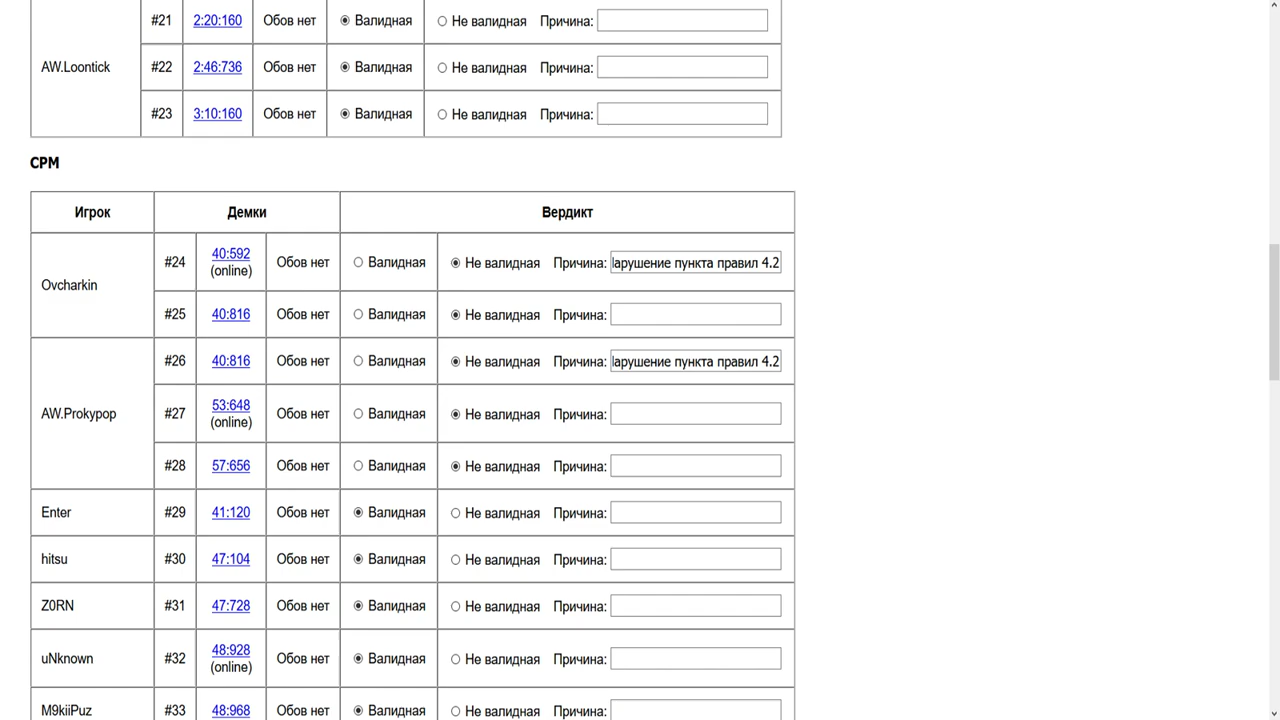 #21 2:20:160 Обов нет Валидная Не валидная Причина:
AW.Loontick #22 2:46:736 Обов нет Валидная Не валидная Причина:
#23 3:10:160 Обов нет Валидная Не валидная Причина:
CPM
Игрок Демки Вердикт
Ovcharkin #24 40:592 (online) Обов нет Валидная Не валидная Причина: арушение пункта правил 4.2
#25 40:816 Обов нет Валидная Не валидная Причина:
AW.Prokypop #26 40:816 Обов нет Валидная Не валидная Причина: арушение пункта правил 4.2
#27 53:648 (online) Обов нет Валидная Не валидная Причина:
#28 57:656 Обов нет Валидная Не валидная Причина:
Enter #29 41:120 Обов нет Валидная Не валидная Причина:
hitsu #30 47:104 Обов нет Валидная Не валидная Причина:
Z0RN #31 47:728 Обов нет Валидная Не валидная Причина:
uNknown #32 48:928 (online) Обов нет Валидная Не валидная Причина:
M9kiiPuz #33 48:968 Обов нет Валидная Не валидная Причина: